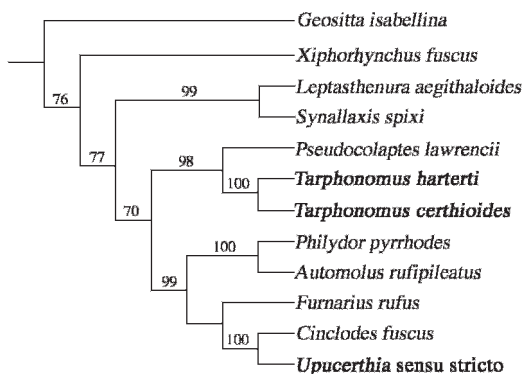 Geositta isabellina
76
Xiphorhynchus fuscus
99
Leptasthenura aegithaloides
Synallaxis spixi
77
98
Pseudocolaptes lawrencii
100
Tarphonomus harterti
Tarphonomus certhioides
70
100
Philydor pyrrhodes
Automolus rufipileatus
99
Furnarius rufus
100
Cinclodes fuscus
Upucerthia sensu stricto